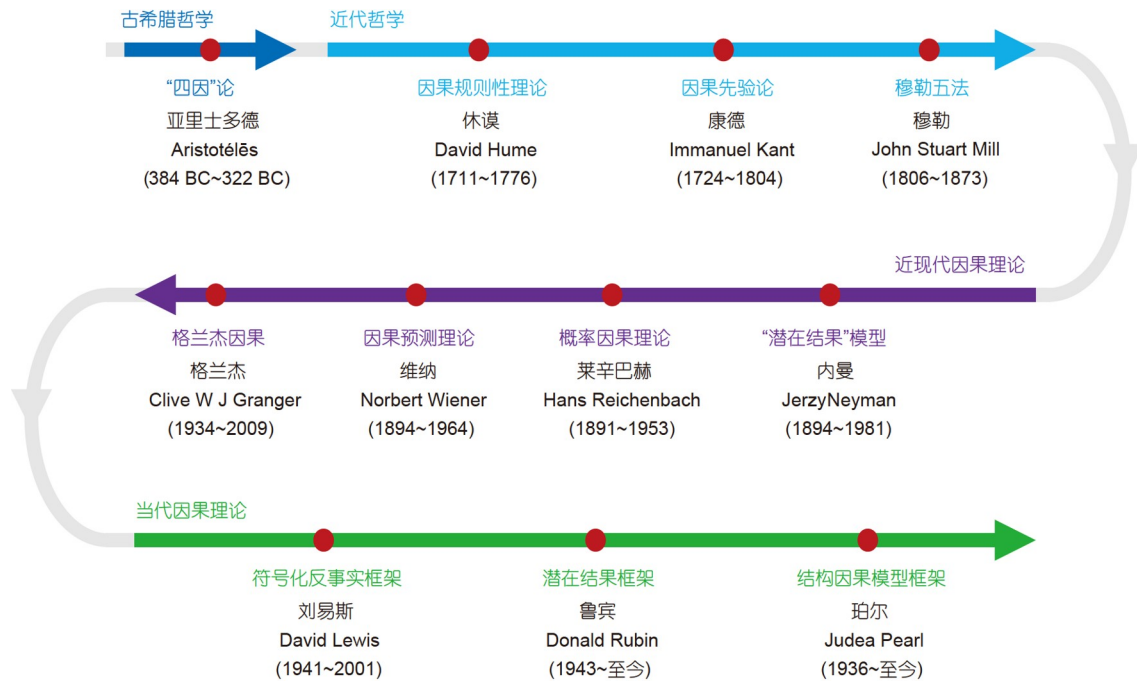 古希腊哲学
近代哲学
“四因”论
亚里士多德
Aristotélēs
(384 BC~322 BC)
因果规则性理论
休谟
David Hume
(1711~1776)
因果先验论
康德
Immanuel Kant
(1724~1804)
穆勒五法
穆勒
John Stuart Mill
(1806~1873)
近现代因果理论
“潜在结果”模型
内曼
JerzyNeyman
(1894~1981)
概率因果理论
莱辛巴赫
Hans Reichenbach
(1891~1953)
因果预测理论
维纳
Norbert Wiener
(1894~1964)
格兰杰因果
格兰杰
Clive W J Granger
(1934~2009)
当代因果理论
符号化反事实框架
刘易斯
David Lewis
(1941~2001)
潜在结果框架
鲁宾
Donald Rubin
(1943~至今)
结构因果模型框架
珀尔
Judea Pearl
(1936~至今)